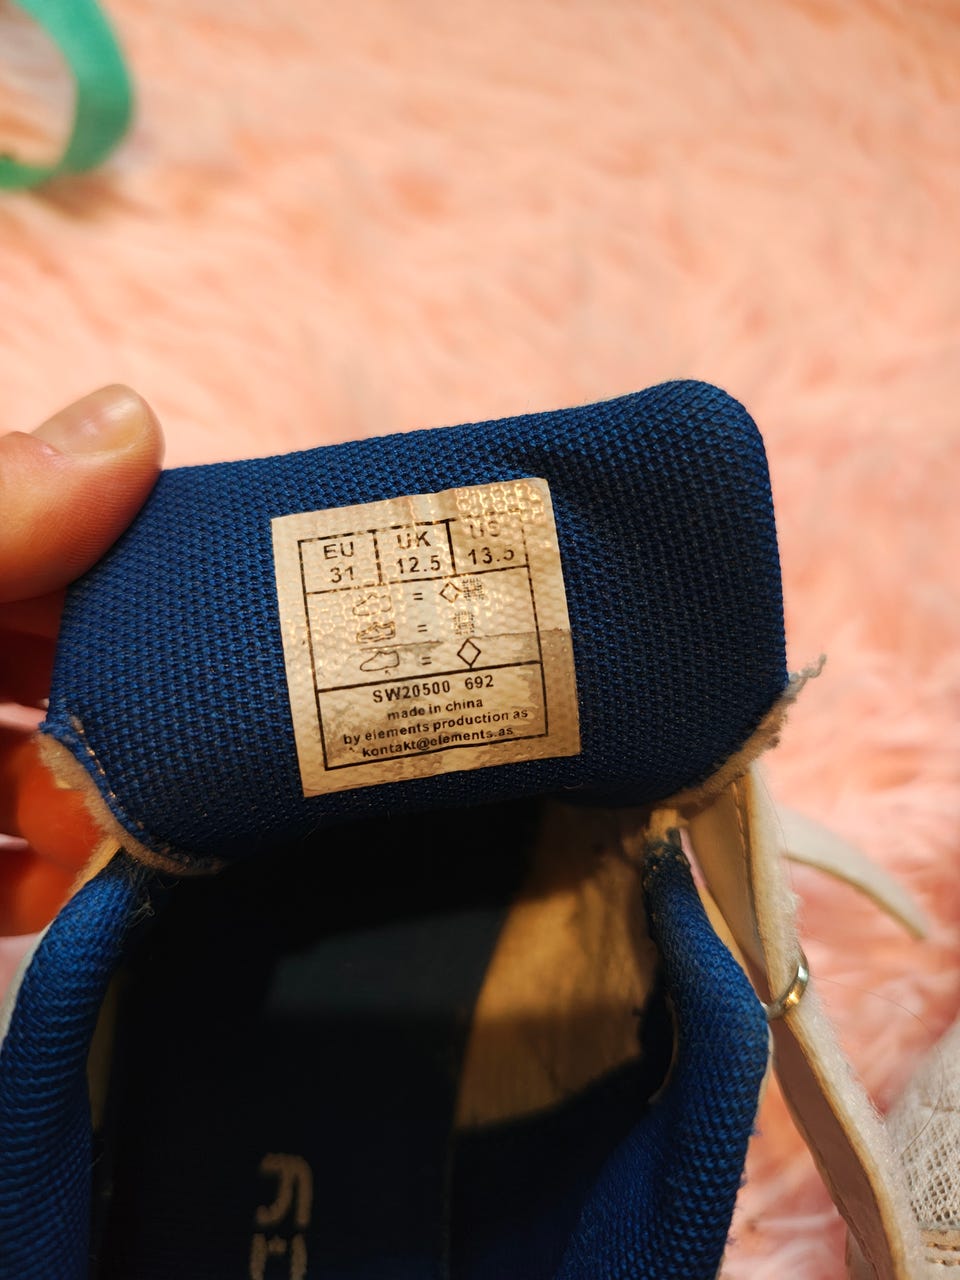 EU UK US
31 12.5 13.5
= 
=
=
SW20500 692
made in china
by elements production as
kontakt@elements.as